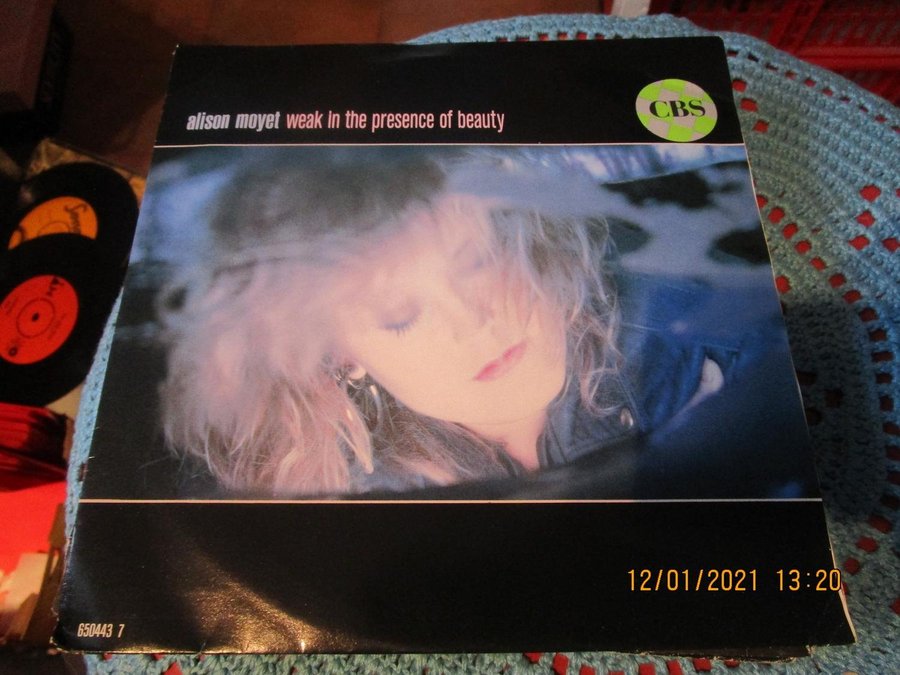 alison moyet weak in the presence of beauty
CBS
12/01/2021 13:20
650443 7